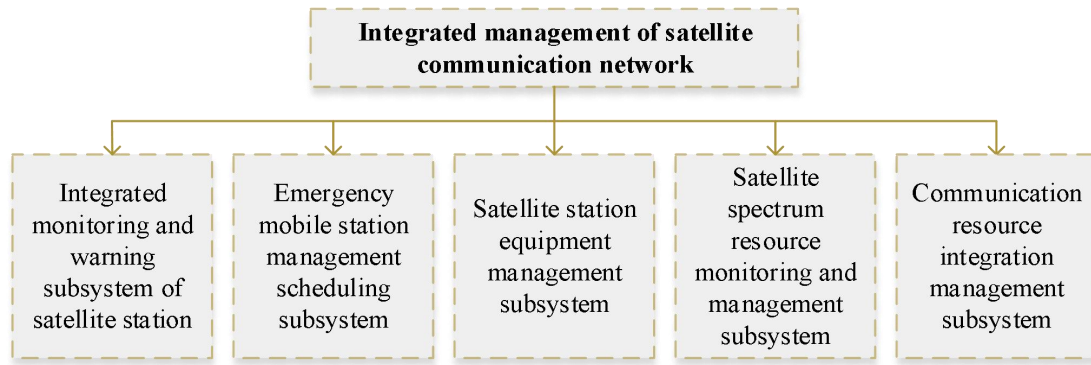 Integrated management of satellite
communication network
Integrated
monitoring and
warning
subsystem of
satellite station
Emergency
mobile station
management
scheduling
subsystem
Satellite station
equipment
management
subsystem
Satellite
spectrum
resource
monitoring and
management
subsystem
Communication
resource
integration
management
subsystem